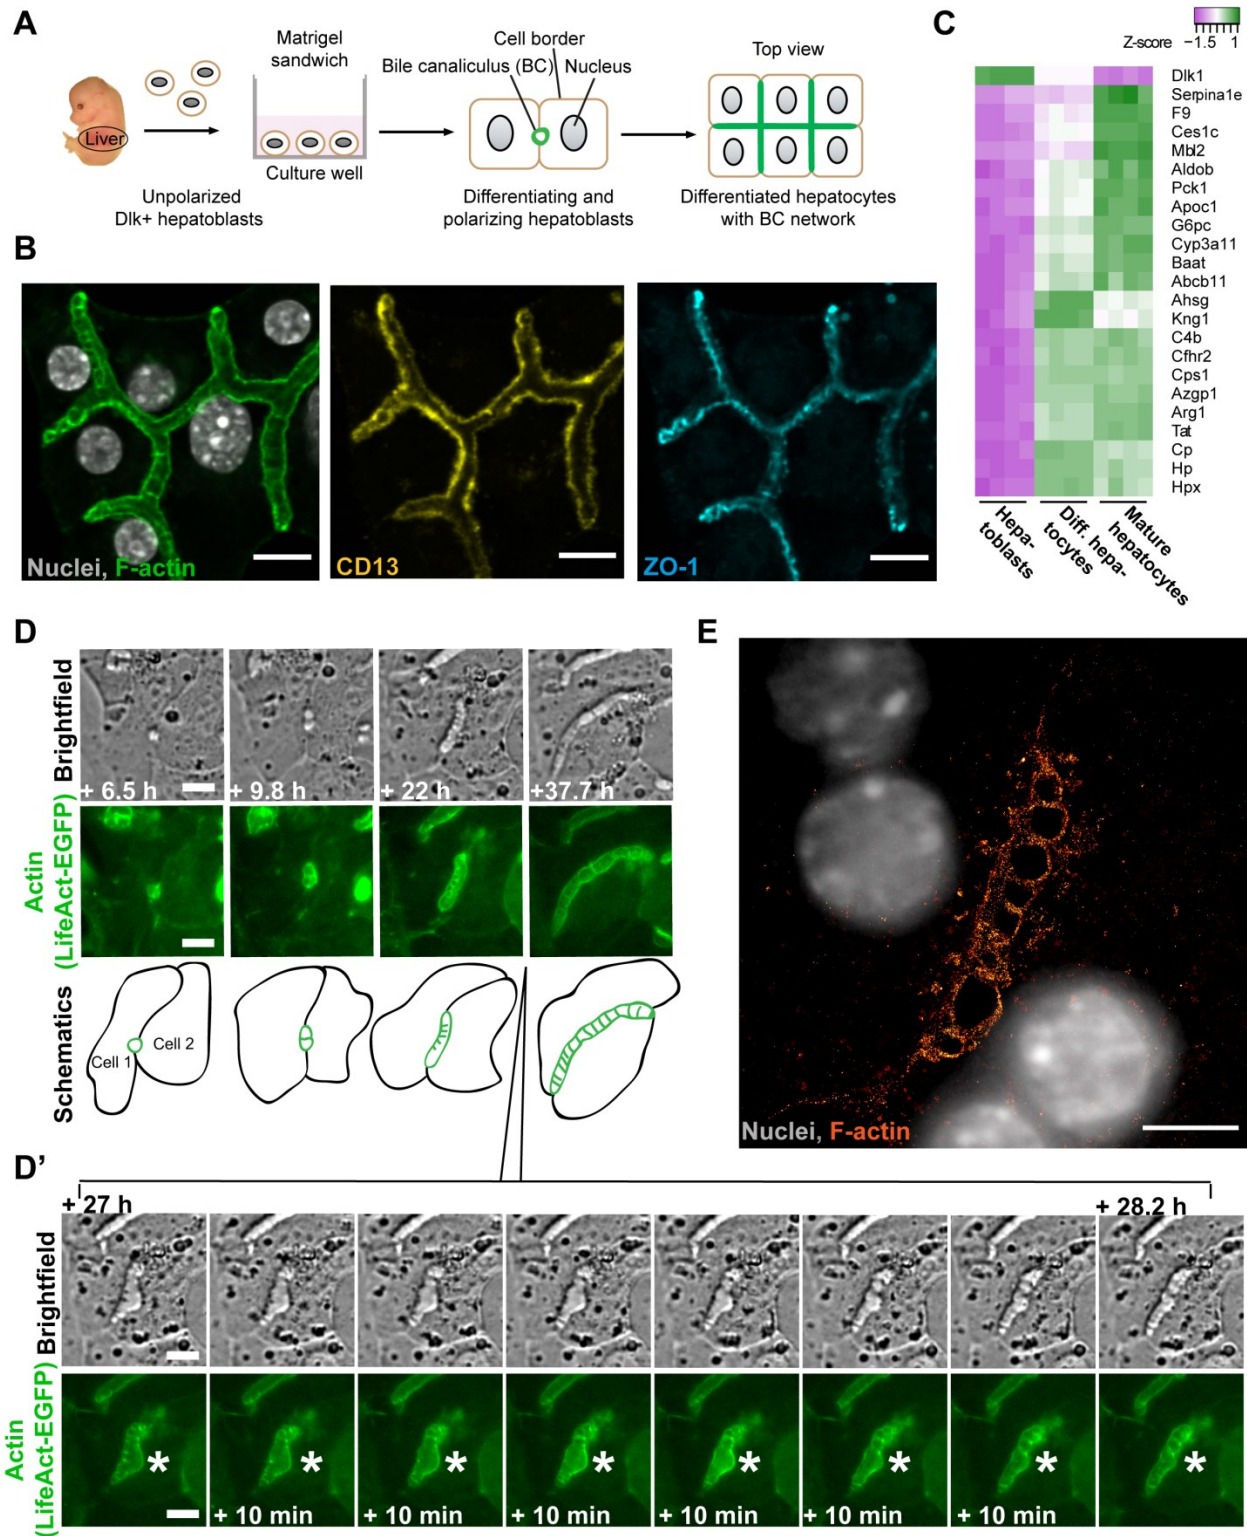 A
Liver
Unpolarized
Dlk+ hepatoblasts
Matrigel
sandwich
Culture well
Cell border
Bile canaliculus (BC)
Nucleus
Differentiating and
polarizing hepatoblasts
Top view
Differentiated hepatocytes
with BC network
B
Nuclei, F-actin
CD13
ZO-1
C
Z-score
−1.5 1
Dlk1
Serpina1e
F9
Ces1c
Mbl2
Aldob
Pck1
Apoc1
G6pc
Cyp3a11
Baat
Abcb11
Ahsg
Kng1
C4b
Cfhr2
Cps1
Azgp1
Arg1
Tat
Cp
Hp
Hpx
Hepa-
toblasts
Diff. hepa-
tocytes
Mature
hepatocytes
D
Brightfield
+ 6.5 h
+ 9.8 h
+ 22 h
+37.7 h
Actin
(LifeAct-EGFP)
Schematics
Cell 1
Cell 2
E
Nuclei, F-actin
D'
+ 27 h
+ 28.2 h
Brightfield
Actin
(LifeAct-EGFP)
*
*
*
*
*
*
*
*
+ 10 min
+ 10 min
+ 10 min
+ 10 min
+ 10 min
+ 10 min